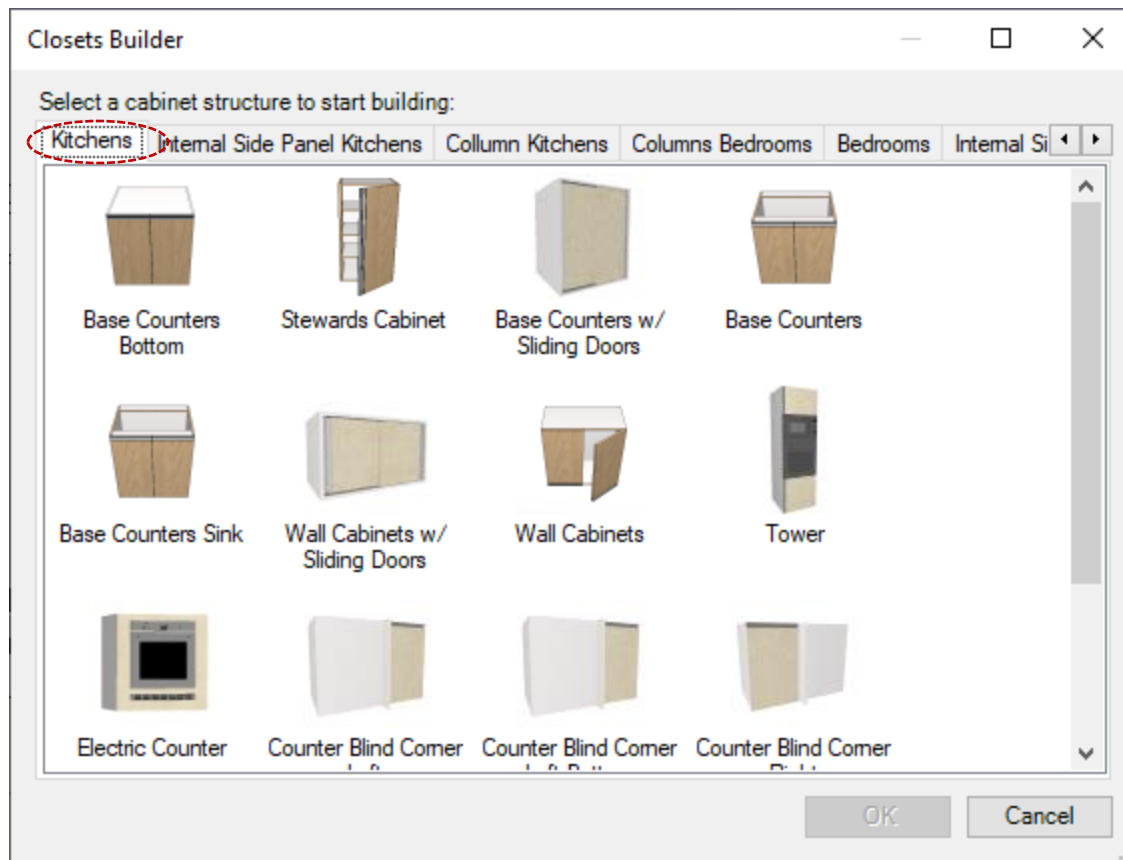 Closets Builder
Select a cabinet structure to start building:
Kitchens Internal Side Panel Kitchens Collumn Kitchens Columns Bedrooms Bedrooms Internal Si
Base Counters Bottom
Stewards Cabinet
Base Counters w/
Sliding Doors
Base Counters
Base Counters Sink
Wall Cabinets w/
Sliding Doors
Wall Cabinets
Tower
Electric Counter
Counter Blind Corner
Counter Blind Corner
Counter Blind Corner
OK Cancel